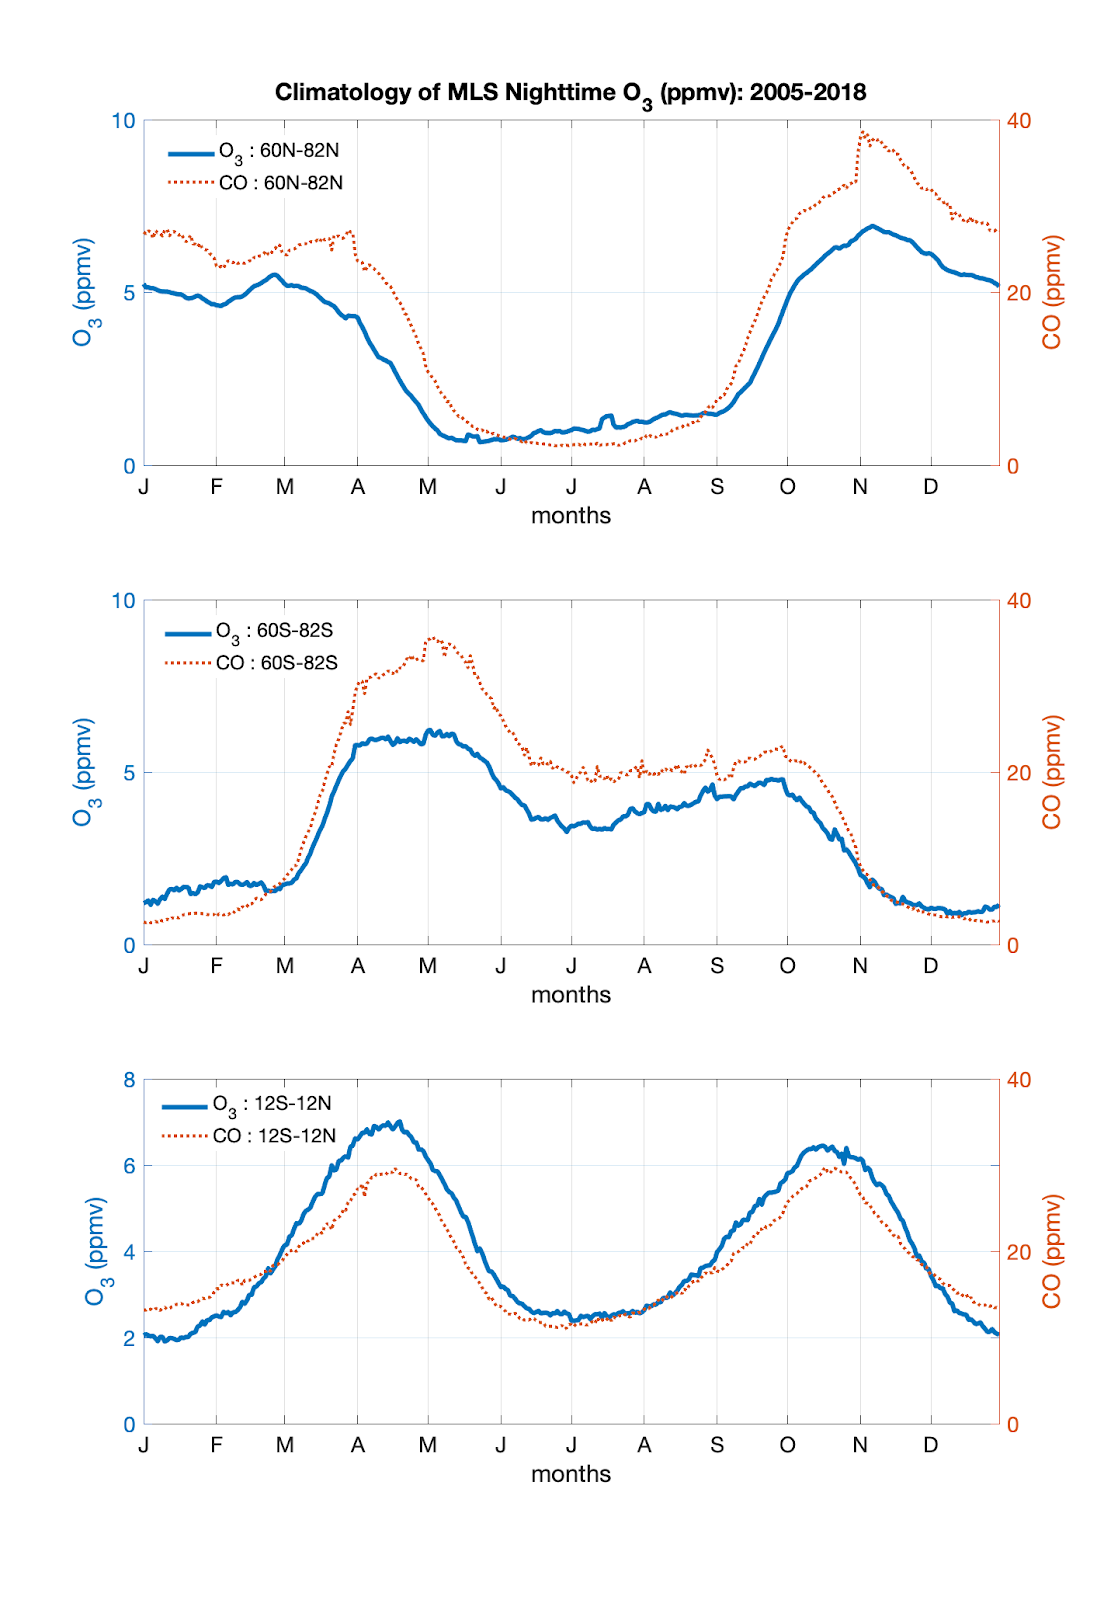 Climatology of MLS Nighttime O3 (ppmv): 2005-2018
10
40
O3 : 60N-82N
CO : 60N-82N
O3 (ppmv)
5
20
CO (ppmv)
0
0
J F M A M J J A S O N D
months
10
40
O3 : 60S-82S
CO : 60S-82S
O3 (ppmv)
5
20
CO (ppmv)
0
0
J F M A M J J A S O N D
months
8
40
O3 : 12S-12N
CO : 12S-12N
6
O3 (ppmv)
4
20
CO (ppmv)
2
0
0
J F M A M J J A S O N D
months